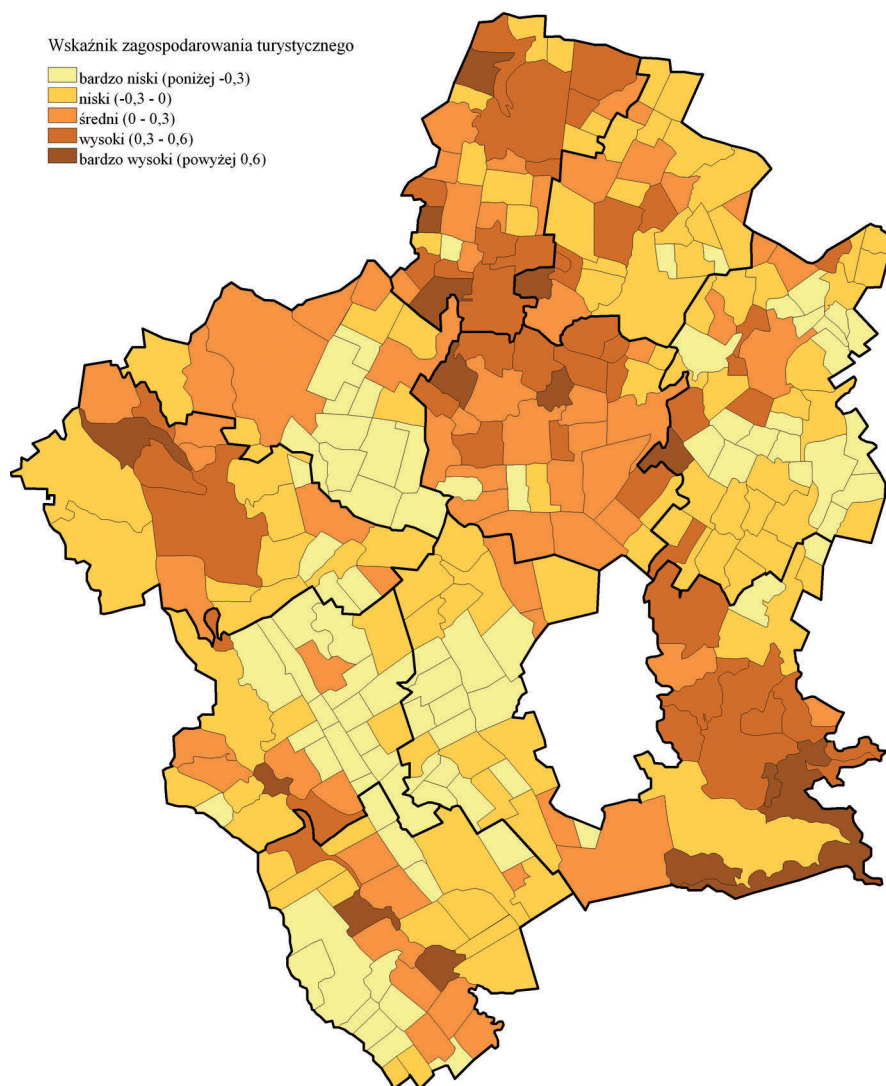 Wskaźnik zagospodarowania turystycznego
bardzo niski (poniżej -0,3)
niski (-0,3 - 0)
średni (0 - 0,3)
wysoki (0,3 - 0,6)
bardzo wysoki (powyżej 0,6)